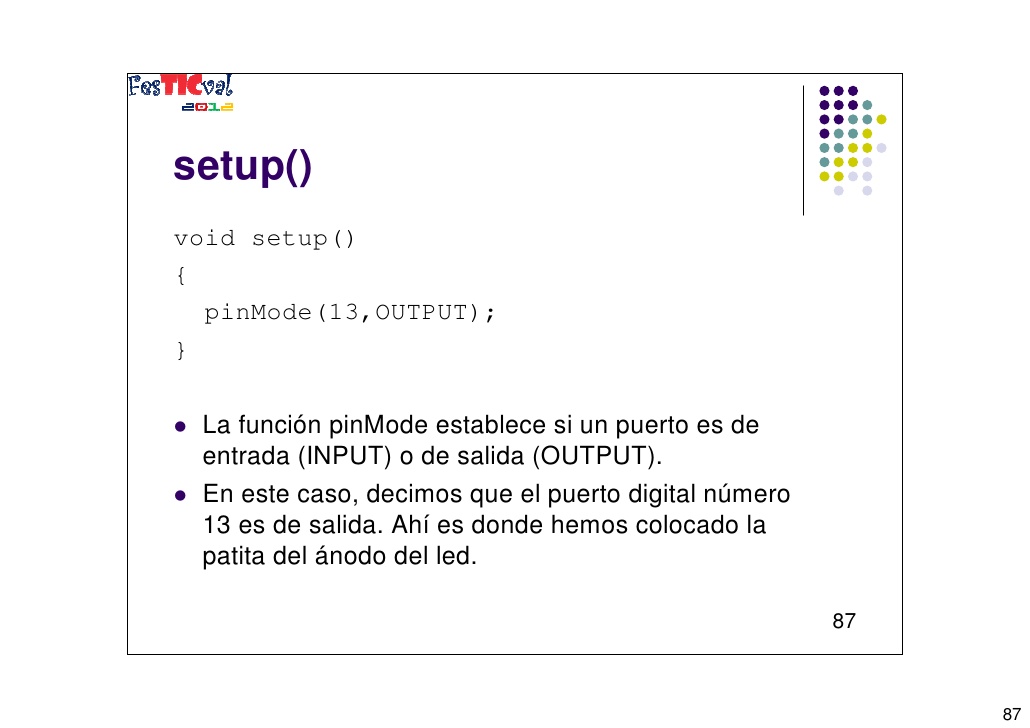 FesTICval
2012
setup()
void setup()
{
pinMode(13,OUTPUT);
}
● La función pinMode establece si un puerto es de
entrada (INPUT) o de salida (OUTPUT).
● En este caso, decimos que el puerto digital número
13 es de salida. Ahí es donde hemos colocado la
patita del ánodo del led.
87
87